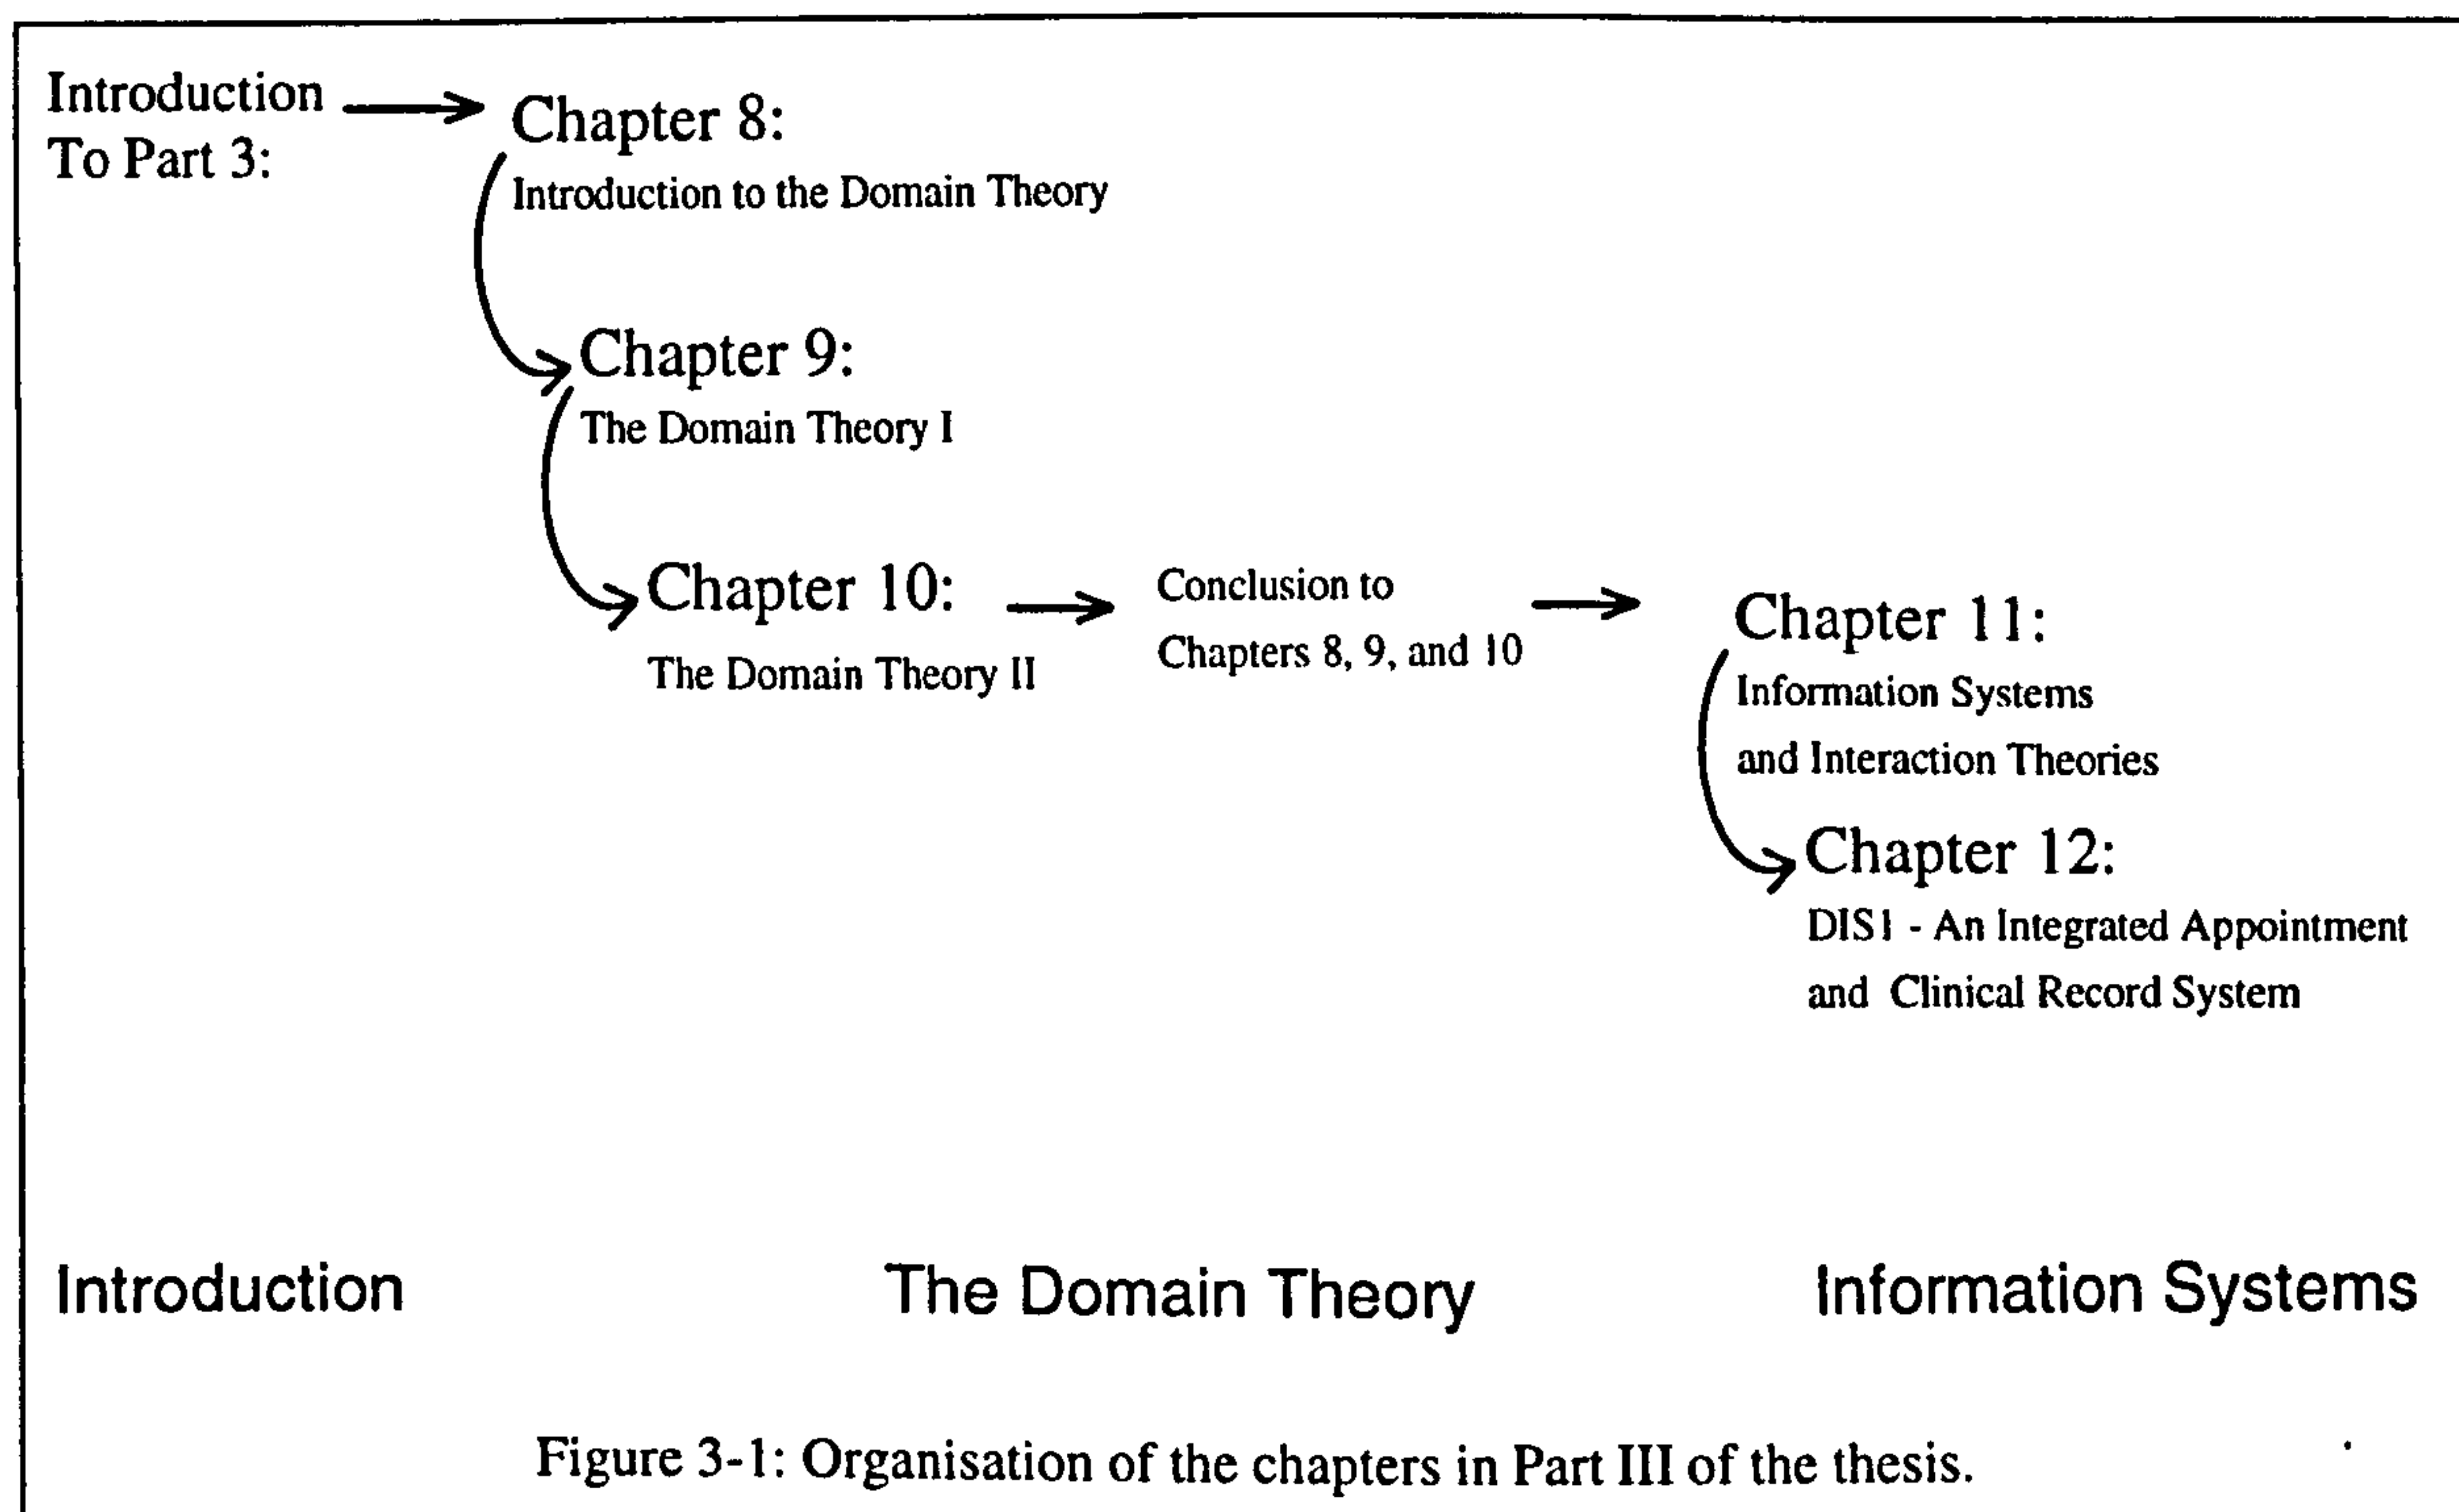 Introduction
To Part 3:
Chapter 8:
Introduction to the Domain Theory
Chapter 9:
The Domain Theory I
Chapter 10:
The Domain Theory II
Conclusion to
Chapters 8, 9, and 10
Chapter 11:
Information Systems
and Interaction Theories
Chapter 12:
DIS1 - An Integrated Appointment
and Clinical Record System
Introduction
The Domain Theory
Information Systems
Figure 3-1: Organisation of the chapters in Part III of the thesis.